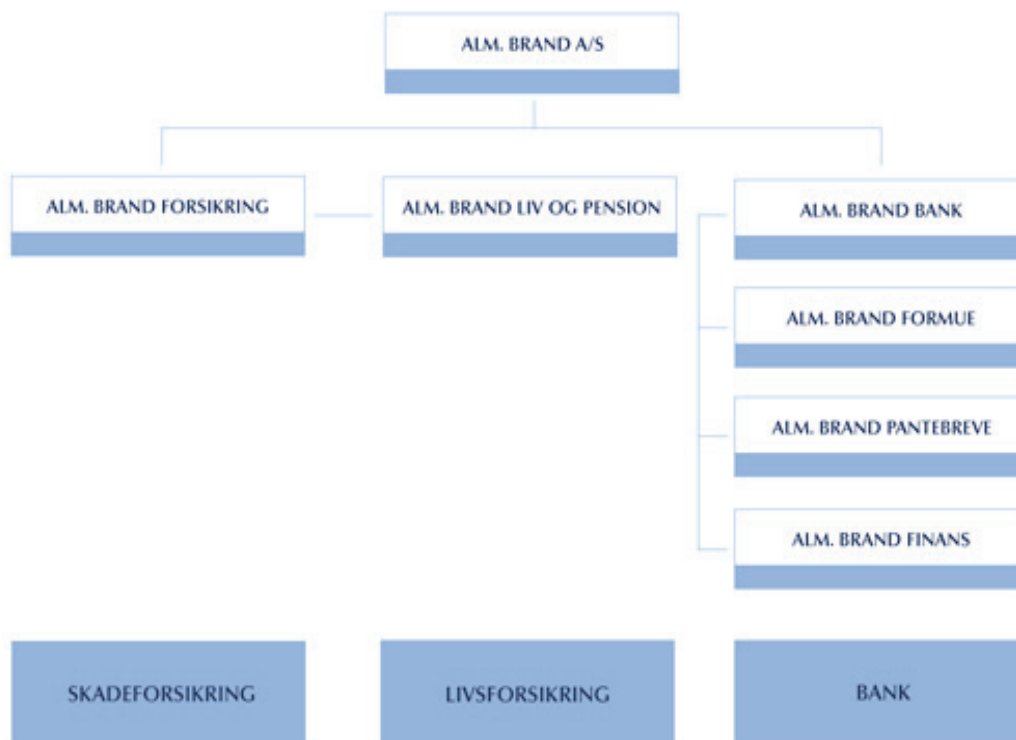 ALM. BRAND A/S
ALM. BRAND FORSIKRING
ALM. BRAND LIV OG PENSION
ALM. BRAND BANK
ALM. BRAND FORMUE
ALM. BRAND PANTEBREVE
ALM. BRAND FINANS
SKADEFORSIKRING
LIVSFORSIKRING
BANK